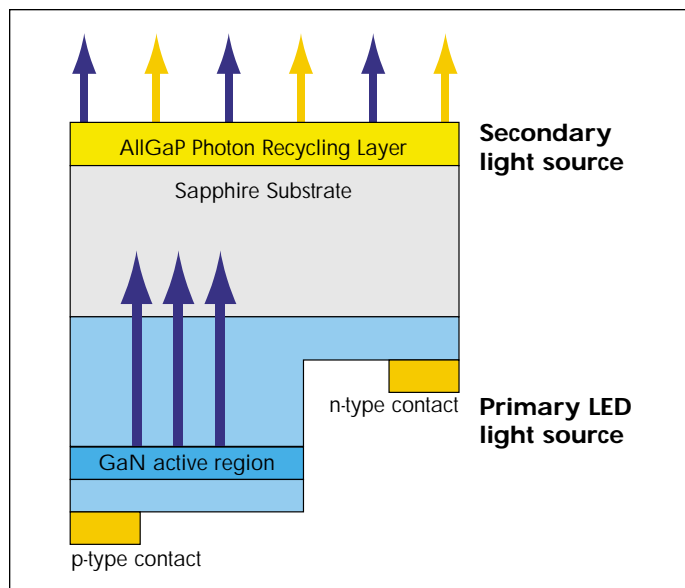 AlIGaP Photon Recycling Layer
Secondary
light source
Sapphire Substrate
n-type contact
Primary LED
light source
GaN active region
p-type contact